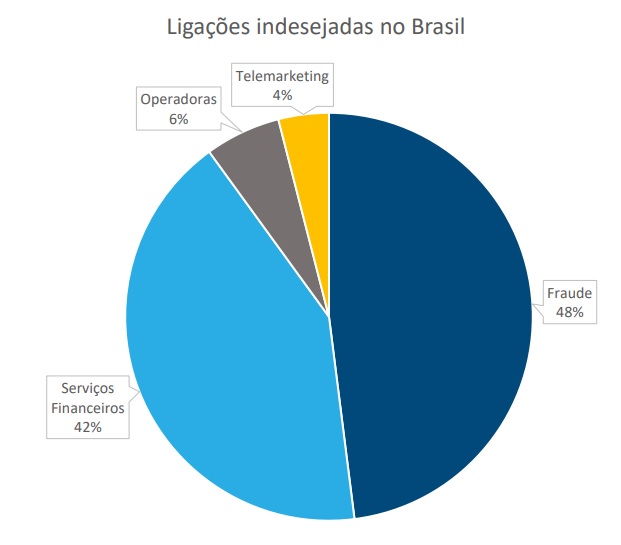 Ligações indesejadas no Brasil
Telemarketing
4%
Operadoras
6%
Fraude
48%
Serviços
Financeiros
42%